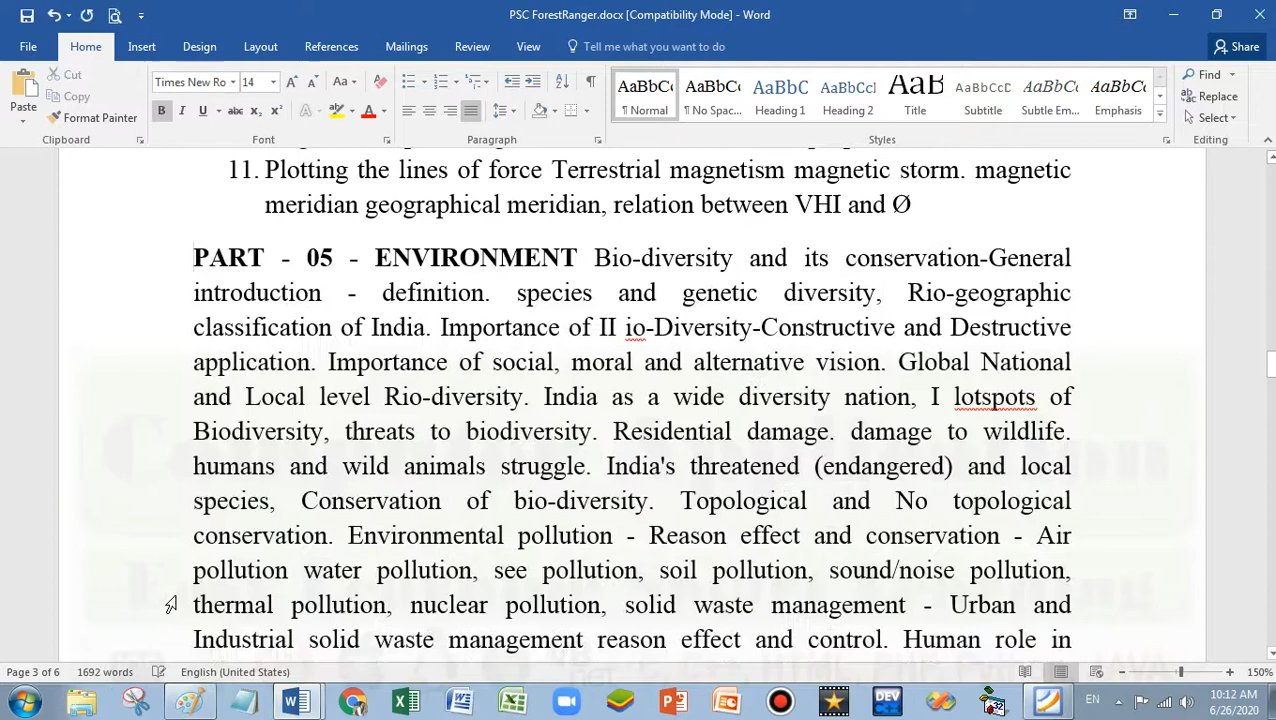 PSC ForestRanger.docx [Compatibility Mode] - Word
File Home Insert Design Layout References Mailings Review View Tell me what you want to do Share
Paste Cut Copy Format Painter
Times New Ro 14 Aa
AaBbC AaBbC AaBbC AaBbCc AaB AaBbCc AaBbCc AaBbCc
¶ Normal ¶ No Spac... Heading 1 Heading 2 Title Subtitle Subtle Em... Emphasis
Find Replace Select
Clipboard Font Paragraph Styles Editing
11. Plotting the lines of force Terrestrial magnetism magnetic storm. magnetic
meridian geographical meridian, relation between VHI and Ø
PART - 05 - ENVIRONMENT Bio-diversity and its conservation-General
introduction - definition. species and genetic diversity, Rio-geographic
classification of India. Importance of II io-Diversity-Constructive and Destructive
application. Importance of social, moral and alternative vision. Global National
and Local level Rio-diversity. India as a wide diversity nation, I lotspots of
Biodiversity, threats to biodiversity. Residential damage. damage to wildlife.
humans and wild animals struggle. India's threatened (endangered) and local
species, Conservation of bio-diversity. Topological and No topological
conservation. Environmental pollution - Reason effect and conservation - Air
pollution water pollution, see pollution, soil pollution, sound/noise pollution,
thermal pollution, nuclear pollution, solid waste management - Urban and
Industrial solid waste management reason effect and control. Human role in
Page 3 of 6 1692 words English (United States) 150%
EN 10:12 AM
6/26/2020